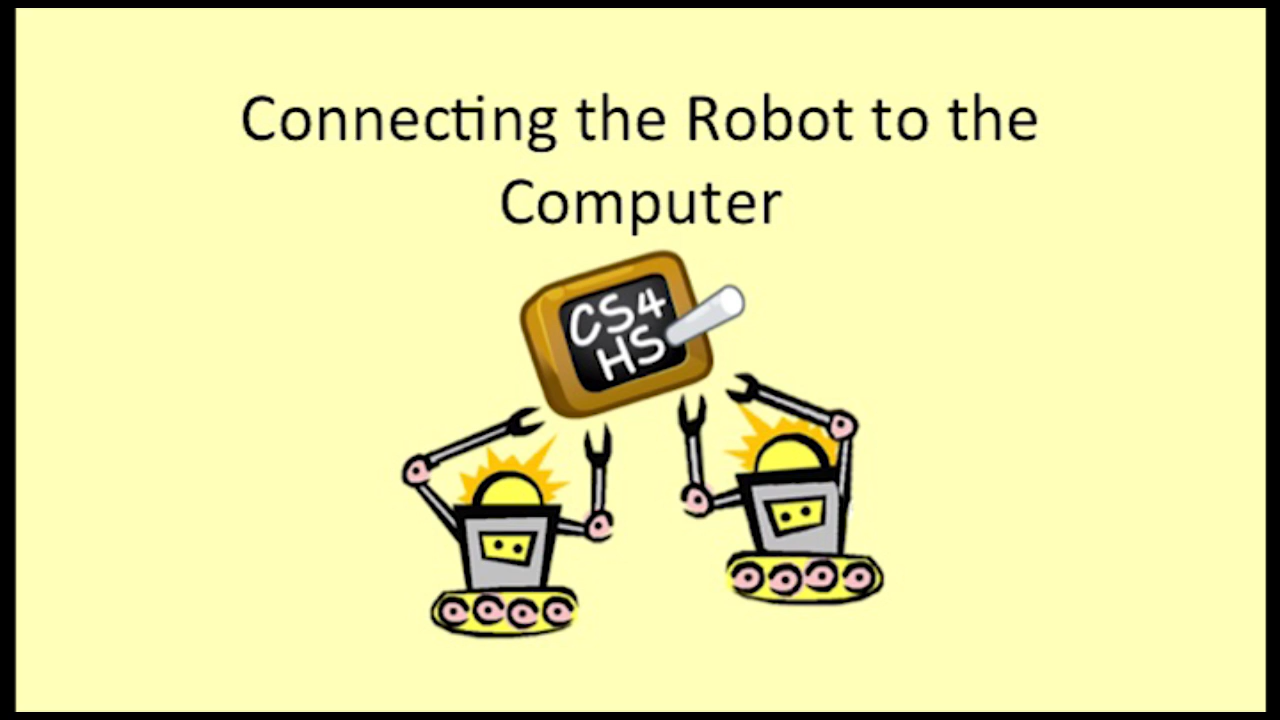 Connecting the Robot to the
Computer
CS4
HS